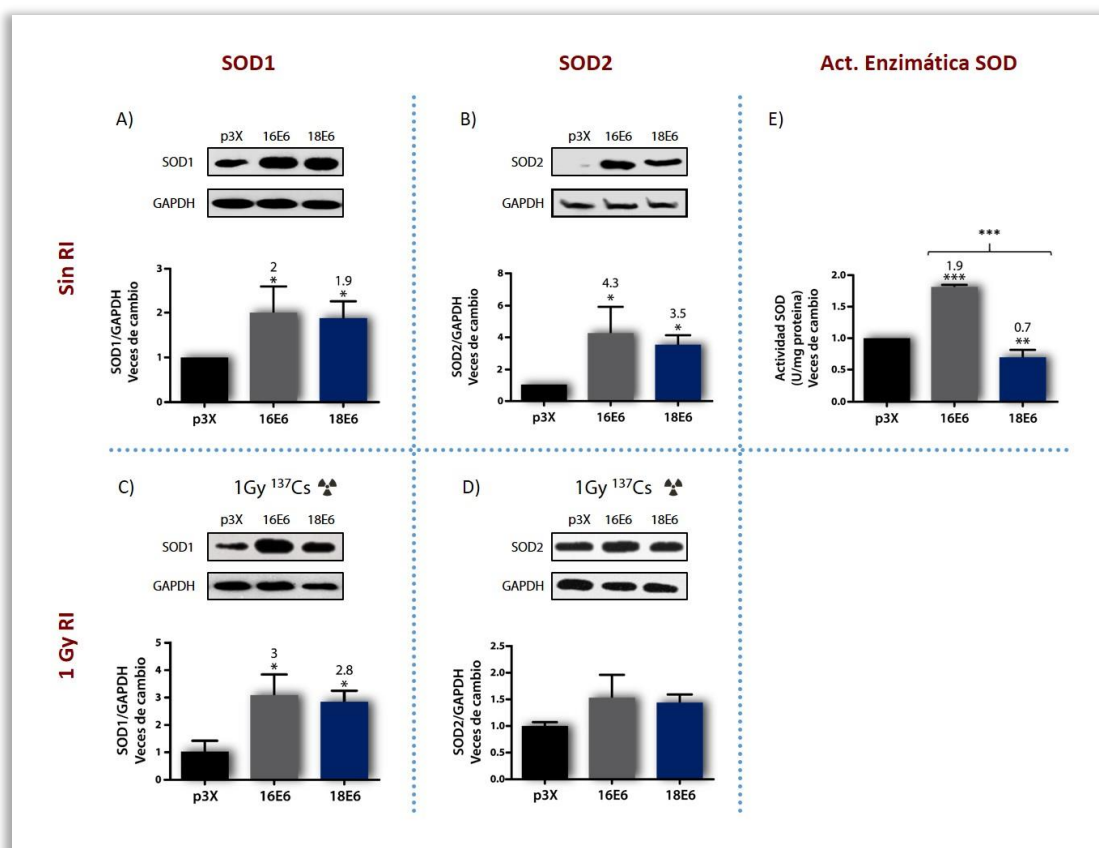 SOD1
SOD2
Act. Enzimática SOD
Sin RI
A)
p3X 16E6 18E6
SOD1
GAPDH
SOD1/GAPDH
Veces de cambio
3
2
1
0
2
*
1.9
*
p3X 16E6 18E6
B)
p3X 16E6 18E6
SOD2
GAPDH
SOD2/GAPDH
Veces de cambio
8
6
4
2
0
4.3
*
3.5
*
p3X 16E6 18E6
E)
***
Actividad SOD
(U/mg proteina)
Veces de cambio
2.0
1.5
1.0
0.5
0.0
1.9
***
0.7
**
p3X 16E6 18E6
1 Gy RI
C)
1Gy ¹³⁷Cs
p3X 16E6 18E6
SOD1
GAPDH
SOD1/GAPDH
Veces de cambio
5
4
3
2
1
0
3
*
2.8
*
p3X 16E6 18E6
D)
1Gy ¹³⁷Cs
p3X 16E6 18E6
SOD2
GAPDH
SOD2/GAPDH
Veces de cambio
2.5
2.0
1.5
1.0
0.5
0.0
p3X 16E6 18E6